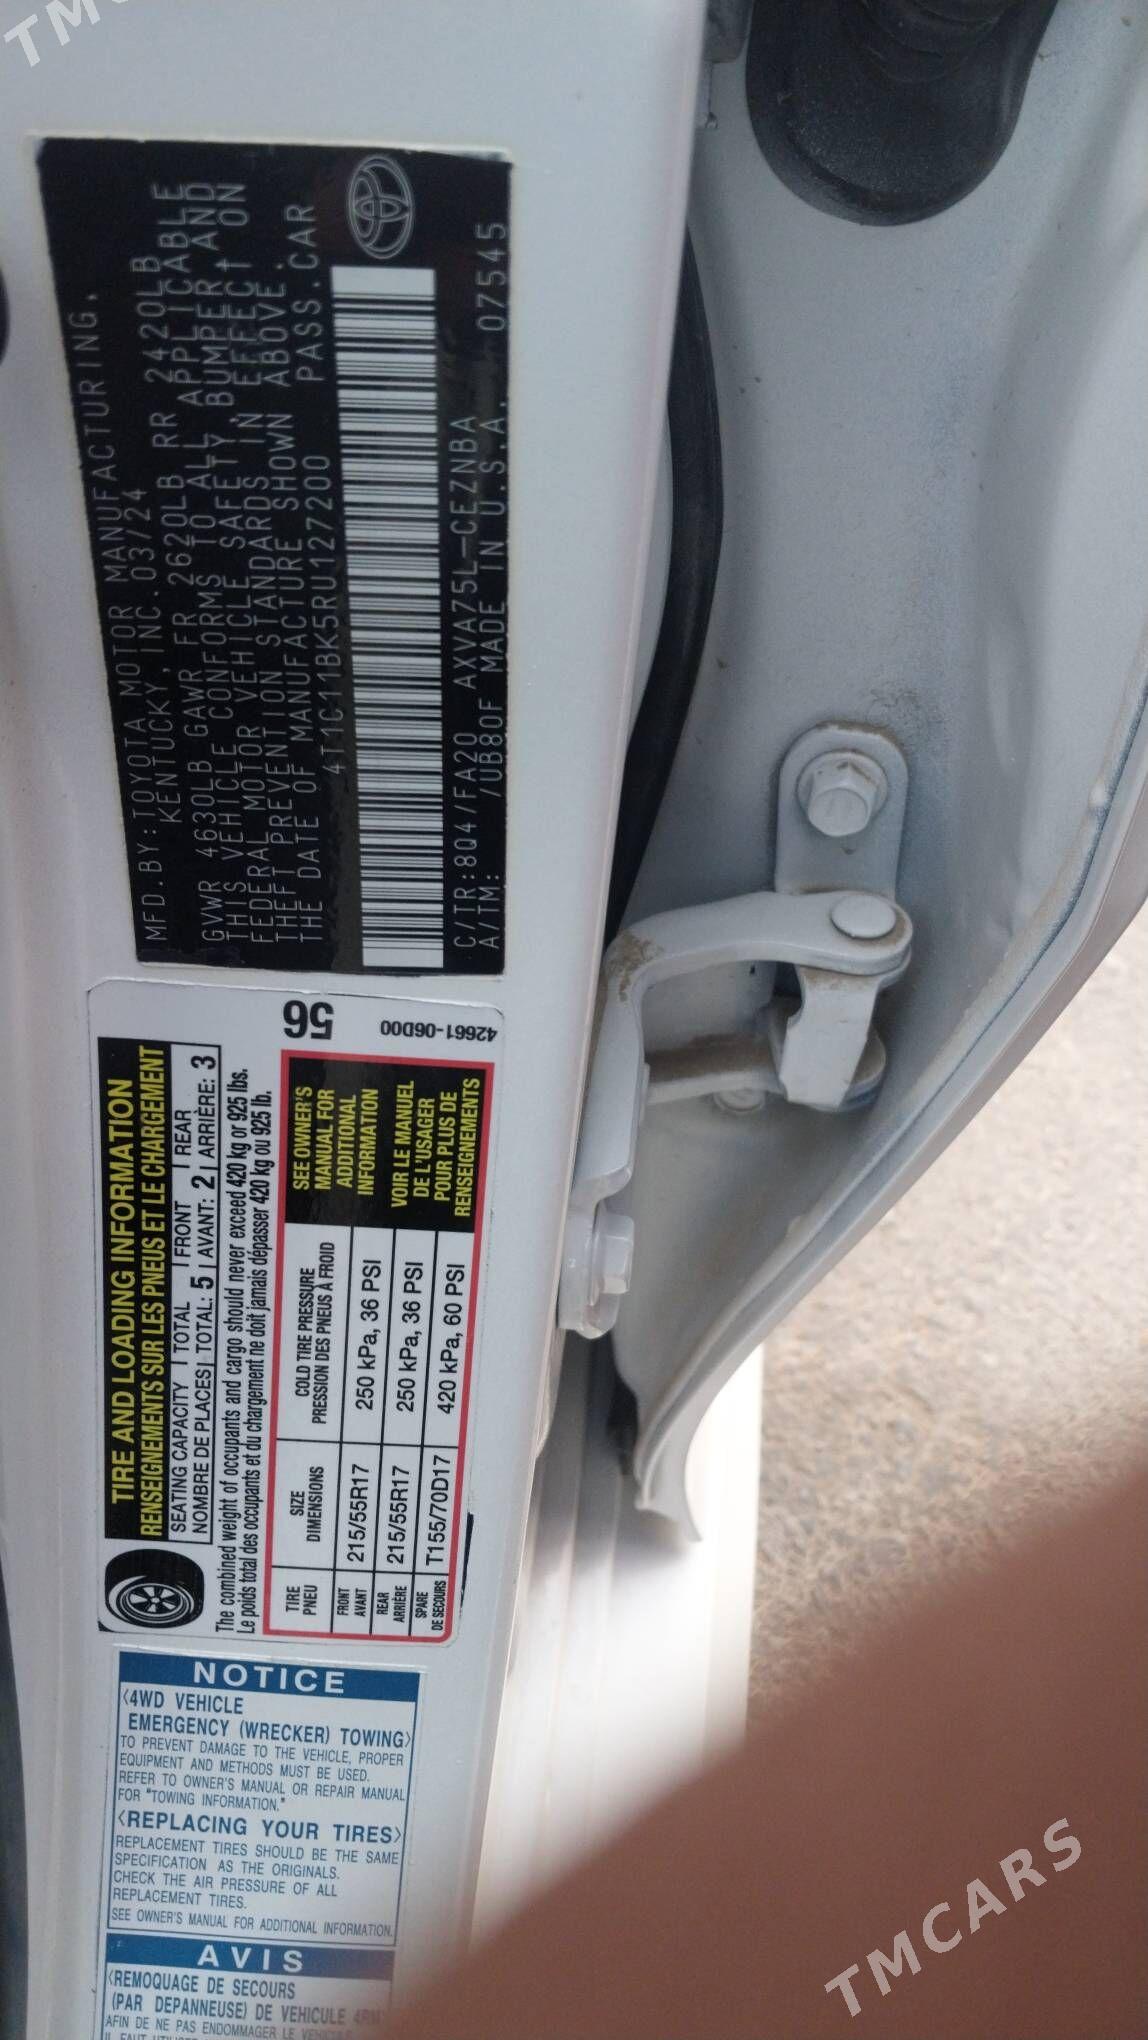 MFD. BY: TOYOTA MOTOR MANUFACTURING,
KENTUCKY, INC. 03/24
GVWR 4630LB GAWR FR 2620LB RR 2420LB
THIS VEHICLE CONFORMS TO ALL APPLICABLE
FEDERAL MOTOR VEHICLE SAFETY, BUMPER, AND
THEFT PREVENTION STANDARDS IN EFFECT ON
THE DATE OF MANUFACTURE SHOWN ABOVE.
4T1C11BK5RU127200 PASS. CAR
C/TR: 8Q4/FA20 AXVA75L-CEZNBA
A/TM: /UB80F MADE IN U.S.A. 07545
TIRE AND LOADING INFORMATION
RENSEIGNEMENTS SUR LES PNEUS ET LE CHARGEMENT
SEATING CAPACITY TOTAL FRONT REAR
NOMBRE DE PLACES TOTAL: 5 AVANT: 2 ARRIÈRE: 3
The combined weight of occupants and cargo should never exceed 420 kg or 925 lbs.
Le poids total des occupants et du chargement ne doit jamais dépasser 420 kg ou 925 lb.
TIRE SIZE COLD TIRE PRESSURE
PNEU DIMENSIONS PRESSION DES PNEUS À FROID
FRONT
AVANT 215/55R17 250 kPa, 36 PSI
REAR
ARRIÈRE 215/55R17 250 kPa, 36 PSI
SPARE
DE SECOURS T155/70D17 420 kPa, 60 PSI
SEE OWNER'S
MANUAL FOR
ADDITIONAL
INFORMATION
VOIR LE MANUEL
DE L'USAGER
POUR PLUS DE
RENSEIGNEMENTS
56
42661-06D00
NOTICE
<4WD VEHICLE
EMERGENCY (WRECKER) TOWING>
TO PREVENT DAMAGE TO THE VEHICLE, PROPER
EQUIPMENT AND METHODS MUST BE USED.
REFER TO OWNER'S MANUAL OR REPAIR MANUAL
FOR "TOWING INFORMATION."
<REPLACING YOUR TIRES>
REPLACEMENT TIRES SHOULD BE THE SAME
SPECIFICATION AS THE ORIGINALS.
CHECK THE AIR PRESSURE OF ALL
REPLACEMENT TIRES.
SEE OWNER'S MANUAL FOR ADDITIONAL INFORMATION.
AVIS
<REMOQUAGE DE SECOURS
(PAR DEPANNEUSE) DE VEHICULE
AFIN DE NE PAS ENDOMMAGER LE
TMCARS